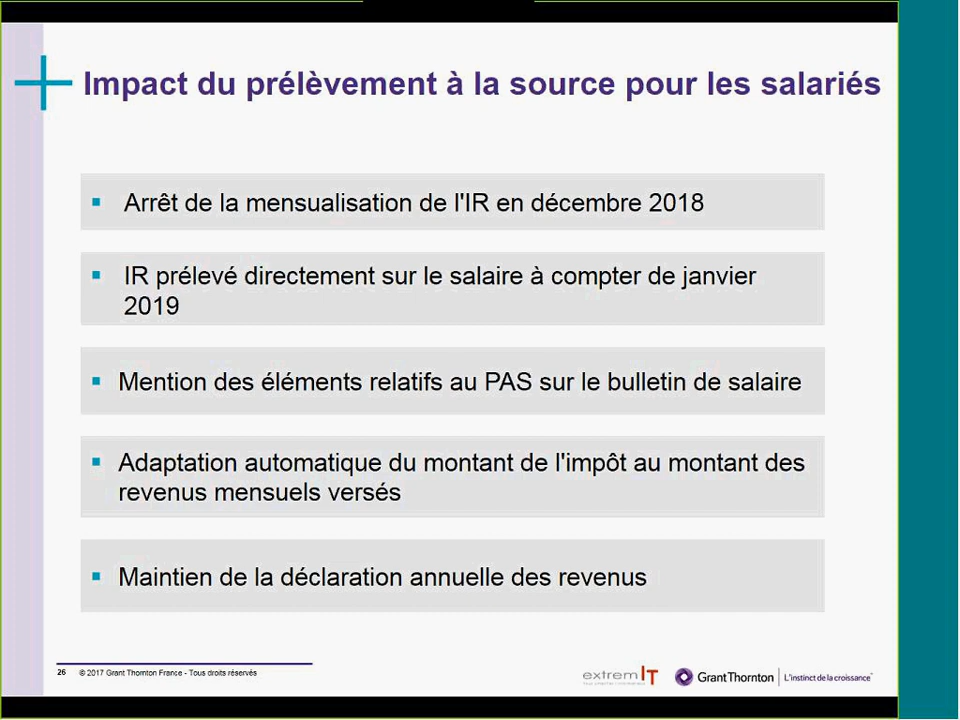 Impact du prélèvement à la source pour les salariés
▪ Arrêt de la mensualisation de l'IR en décembre 2018
▪ IR prélevé directement sur le salaire à compter de janvier
2019
▪ Mention des éléments relatifs au PAS sur le bulletin de salaire
▪ Adaptation automatique du montant de l'impôt au montant des
revenus mensuels versés
▪ Maintien de la déclaration annuelle des revenus
26 © 2017 Grant Thornton France - Tous droits réservés
extremIT
Grant Thornton
L'instinct de la croissance